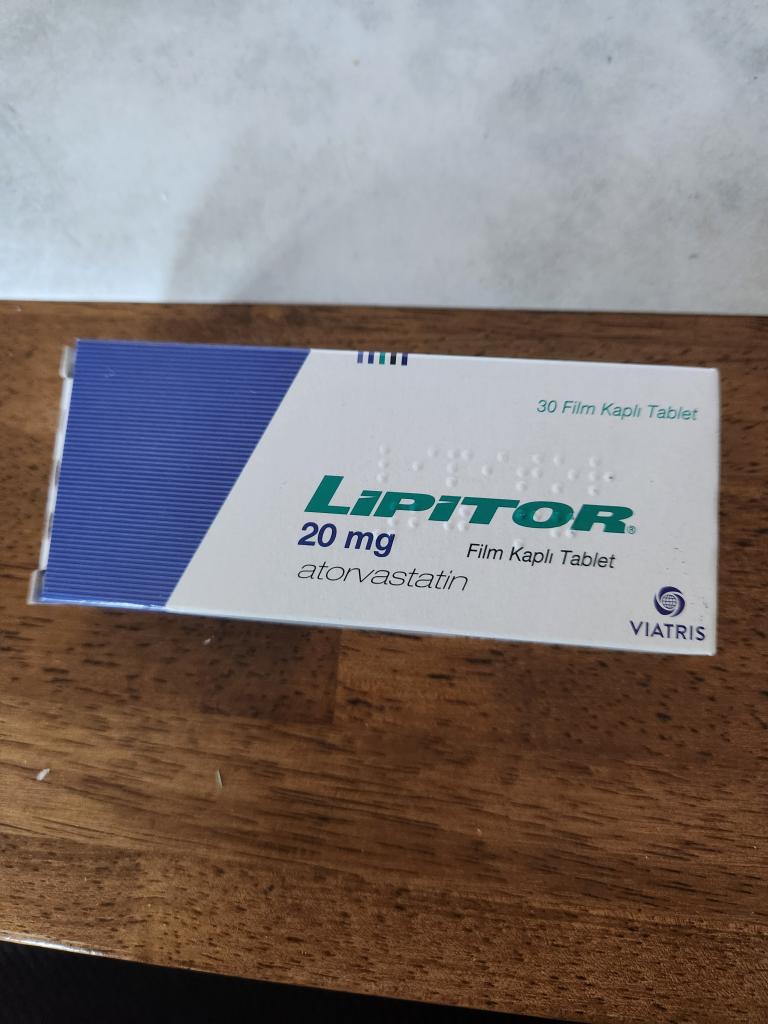 30 Film Kaplı Tablet
LIPITOR®
20 mg
Film Kaplı Tablet
atorvastatin
VIATRIS